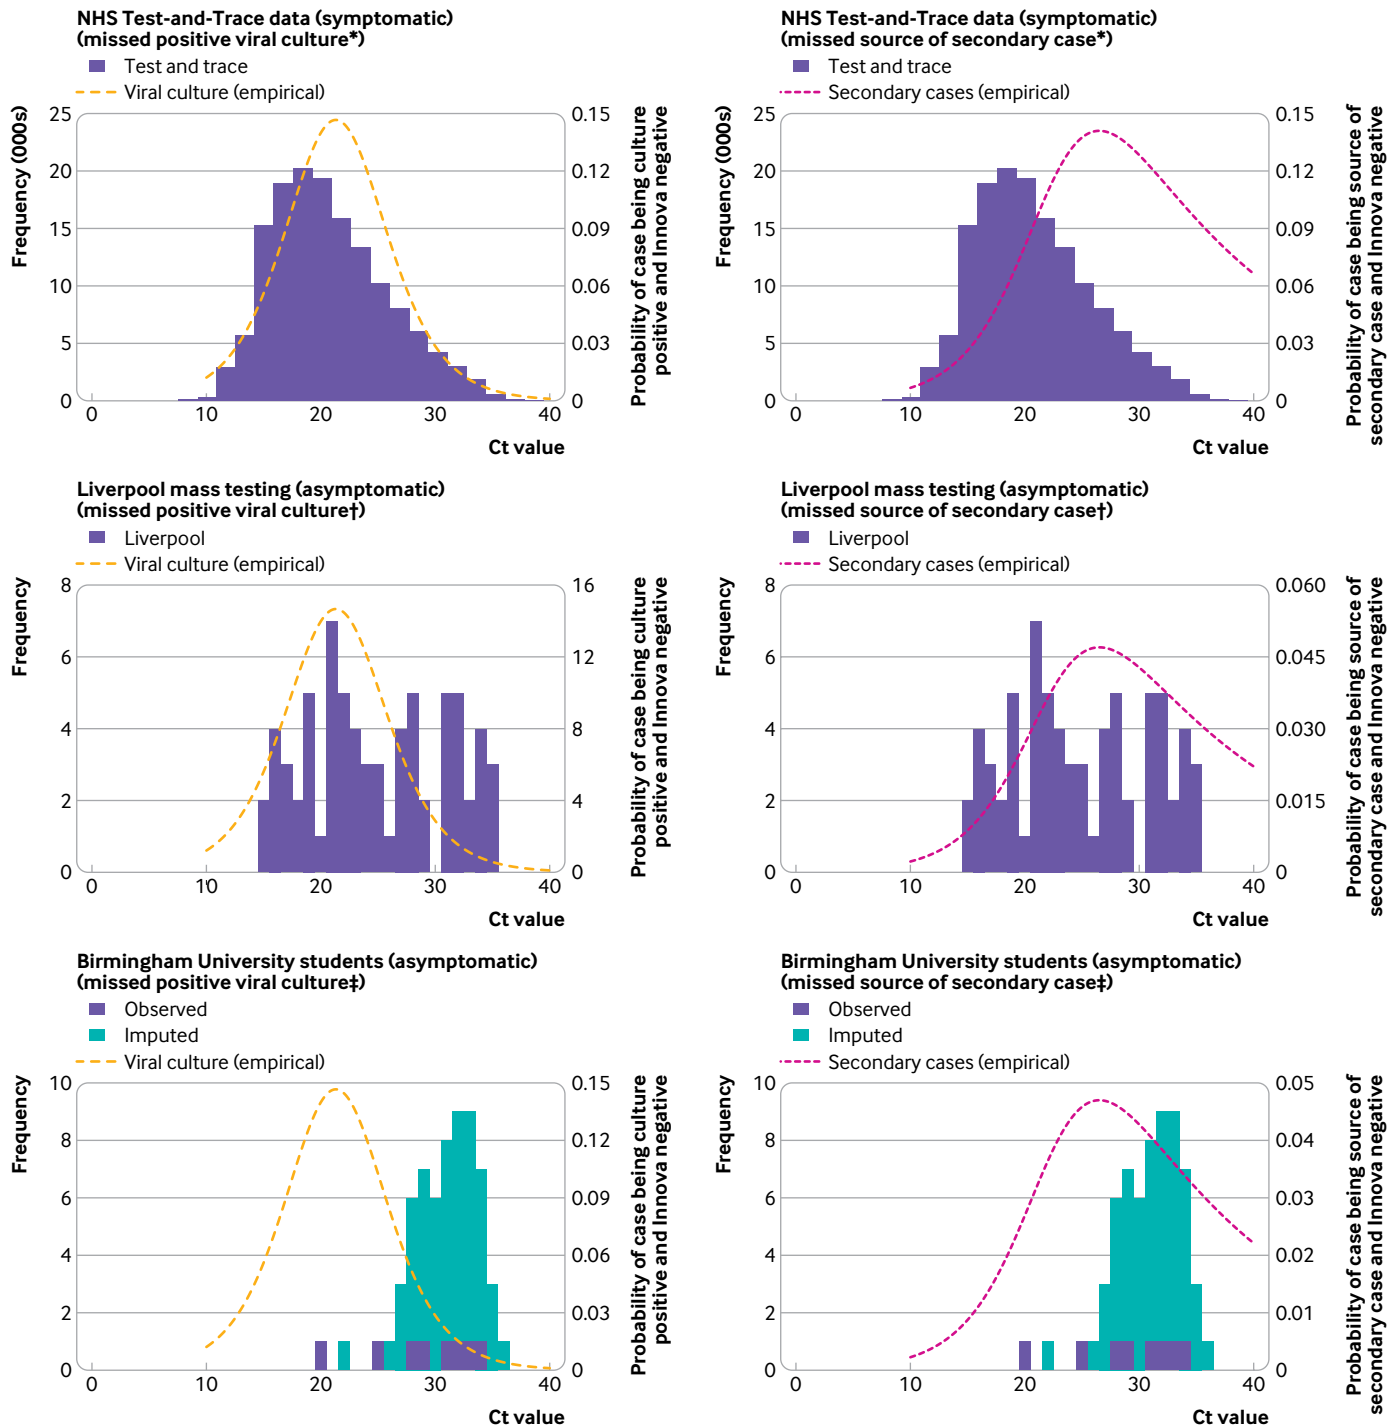 NHS Test-and-Trace data (symptomatic)
(missed positive viral culture*)
Test and trace
Viral culture (empirical)
Frequency (000s)
25
20
15
10
5
0
0.15
0.12
0.09
0.06
0.03
0
Probability of case being culture
positive and Innova negative
0 10 20 30 40
Ct value
NHS Test-and-Trace data (symptomatic)
(missed source of secondary case*)
Test and trace
Secondary cases (empirical)
Frequency (000s)
25
20
15
10
5
0
0.15
0.12
0.09
0.06
0.03
0
Probability of case being source of
secondary case and Innova negative
0 10 20 30 40
Ct value
Liverpool mass testing (asymptomatic)
(missed positive viral culture†)
Liverpool
Viral culture (empirical)
Frequency
8
6
4
2
0
16
12
8
4
0
Probability of case being culture
positive and Innova negative
0 10 20 30 40
Ct value
Liverpool mass testing (asymptomatic)
(missed source of secondary case†)
Liverpool
Secondary cases (empirical)
Frequency
8
6
4
2
0
0.060
0.045
0.030
0.015
0
Probability of case being source of
secondary case and Innova negative
0 10 20 30 40
Ct value
Birmingham University students (asymptomatic)
(missed positive viral culture‡)
Observed
Imputed
Viral culture (empirical)
Frequency
10
8
6
4
2
0
0.15
0.12
0.09
0.06
0.03
0
Probability of case being culture
positive and Innova negative
0 10 20 30 40
Ct value
Birmingham University students (asymptomatic)
(missed source of secondary case‡)
Observed
Imputed
Secondary cases (empirical)
Frequency
10
8
6
4
2
0
0.05
0.04
0.03
0.02
0.01
0
Probability of case being source of
secondary case and Innova negative
0 10 20 30 40
Ct value